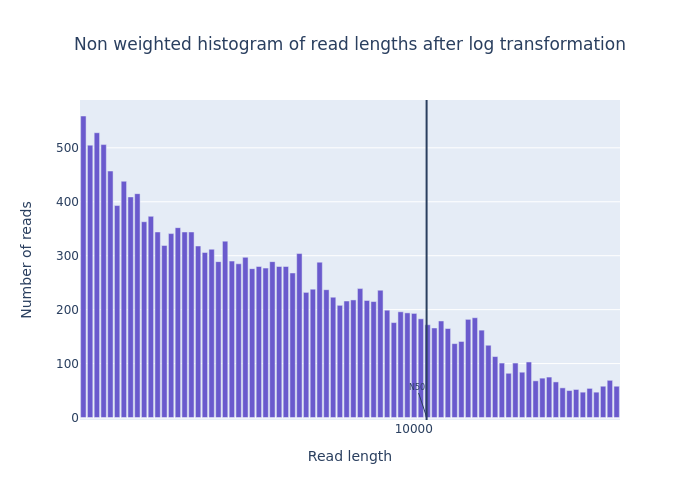 Non weighted histogram of read lengths after log transformation
Number of reads
500
400
300
200
100
0
N50
10000
Read length